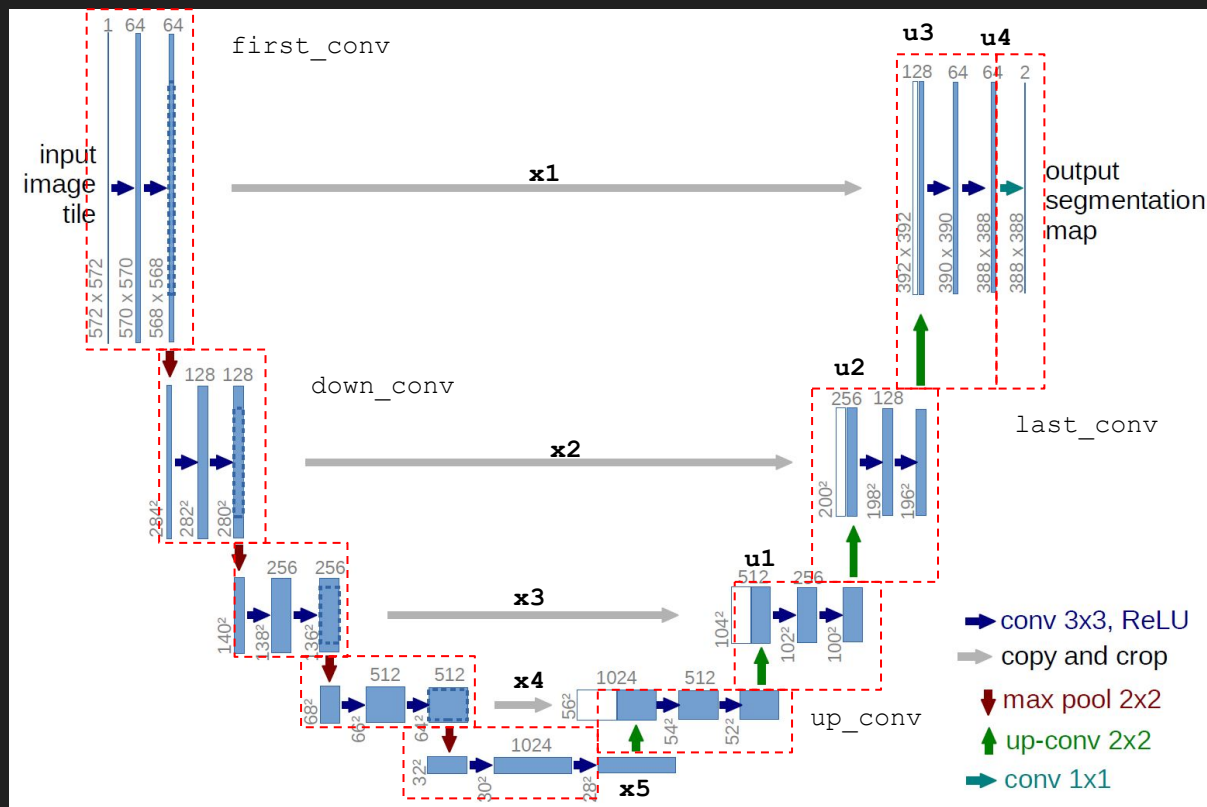 1 64 64
first_conv
input
image
tile
572 x 572
570 x 570
568 x 568
x1
u3
u4
128 64 64 2
392 x 392
390 x 390
388 x 388
388 x 388
output
segmentation
map
128 128
down_conv
284²
282²
280²
x2
u2
256 128
200²
198²
196²
last_conv
256 256
140²
138²
136²
x3
u1
512 256
104²
102²
100²
512 512
68²
66²
64²
x4
1024 512
56²
54²
52²
up_conv
1024
32²
30²
28²
x5
conv 3x3, ReLU
copy and crop
max pool 2x2
up-conv 2x2
conv 1x1